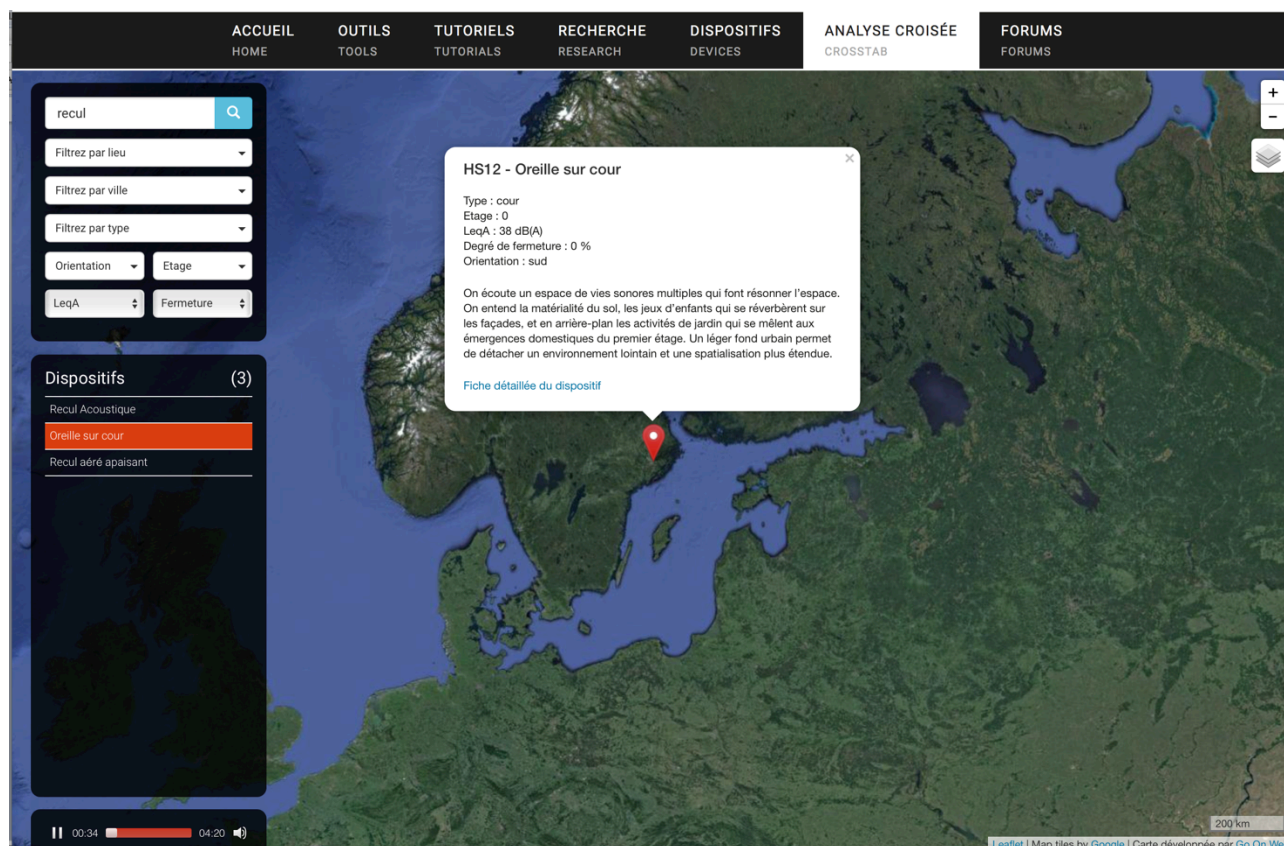 ACCUEIL OUTILS TUTORIELS RECHERCHE DISPOSITIFS ANALYSE CROISÉE FORUMS
HOME TOOLS TUTORIALS RESEARCH DEVICES CROSSTAB FORUMS
recul
Filtrez par lieu
Filtrez par ville
Filtrez par type
Orientation Etage
LeqA Fermeture
Dispositifs (3)
Recul Acoustique
Oreille sur cour
Recul aéré apaisant
00:34 04:20
HS12 - Oreille sur cour
×
Type : cour
Etage : 0
LeqA : 38 dB(A)
Degré de fermeture : 0 %
Orientation : sud
On écoute un espace de vies sonores multiples qui font résonner l'espace.
On entend la matérialité du sol, les jeux d'enfants qui se réverbèrent sur
les façades, et en arrière-plan les activités de jardin qui se mêlent aux
émergences domestiques du premier étage. Un léger fond urbain permet
de détacher un environnement lointain et une spatialisation plus étendue.
Fiche détaillée du dispositif
+
-
200 km
Leaflet | Map tiles by Google | Carte développée par Go On